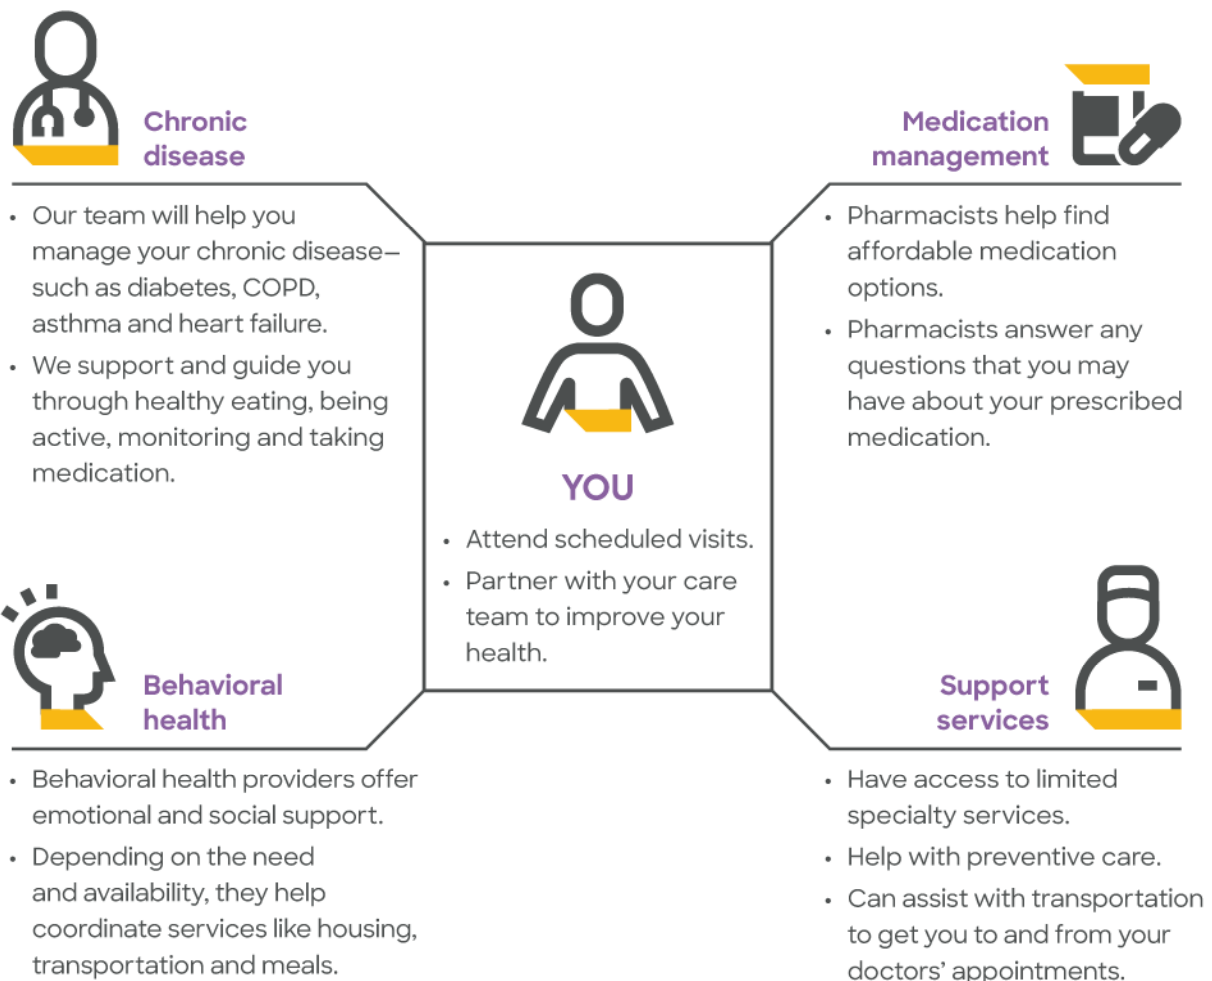 Chronic
disease
• Our team will help you
manage your chronic disease—
such as diabetes, COPD,
asthma and heart failure.
• We support and guide you
through healthy eating, being
active, monitoring and taking
medication.
Medication
management
• Pharmacists help find
affordable medication
options.
• Pharmacists answer any
questions that you may
have about your prescribed
medication.
YOU
• Attend scheduled visits.
• Partner with your care
team to improve your
health.
Behavioral
health
• Behavioral health providers offer
emotional and social support.
• Depending on the need
and availability, they help
coordinate services like housing,
transportation and meals.
Support
services
• Have access to limited
specialty services.
• Help with preventive care.
• Can assist with transportation
to get you to and from your
doctors’ appointments.